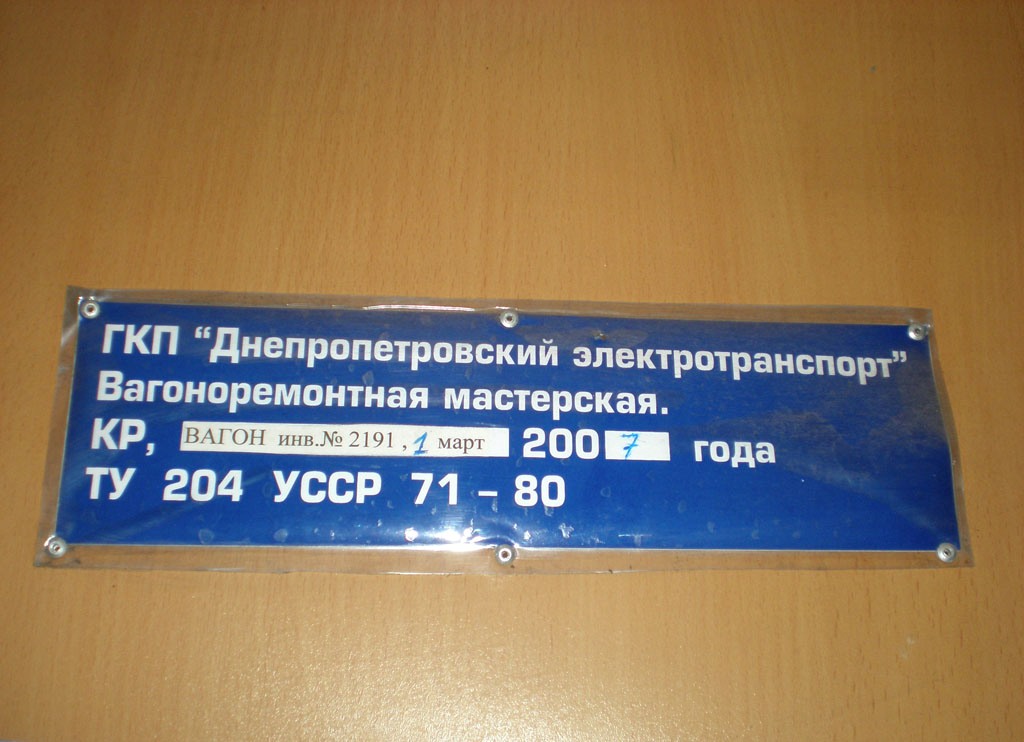 ГКП “Днепропетровский электротранспорт”
Вагоноремонтная мастерская.
КР, ВАГОН инв.№ 2191 , 1 март 2007 года
ТУ 204 УССР 71 – 80